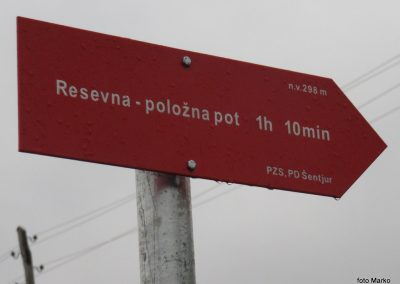 n.v. 298 m
Resevna - položna pot 1h 10min
PZS, PD Šentjur
foto Marko